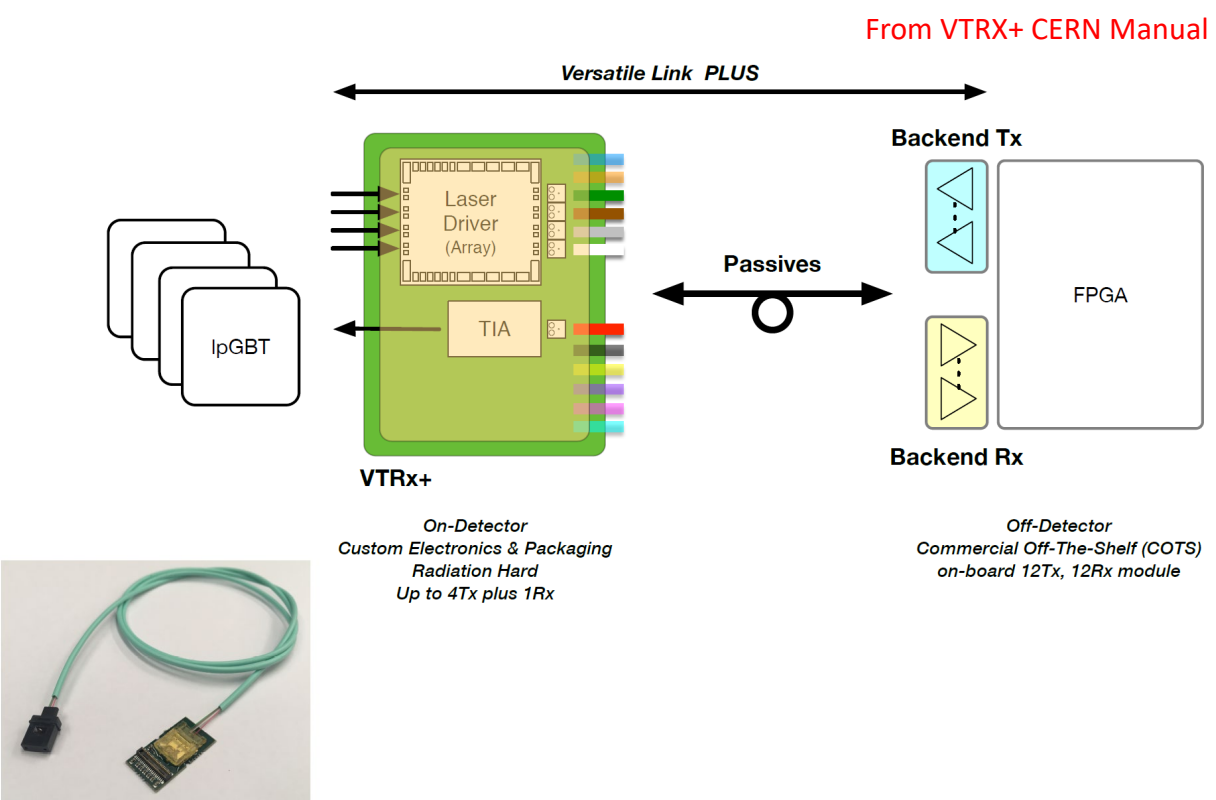 From VTRX+ CERN Manual
Versatile Link PLUS
Backend Tx
Laser
Driver
(Array)
Passives
FPGA
TIA
lpGBT
Backend Rx
VTRx+
On-Detector
Custom Electronics & Packaging
Radiation Hard
Up to 4Tx plus 1Rx
Off-Detector
Commercial Off-The-Shelf (COTS)
on-board 12Tx, 12Rx module